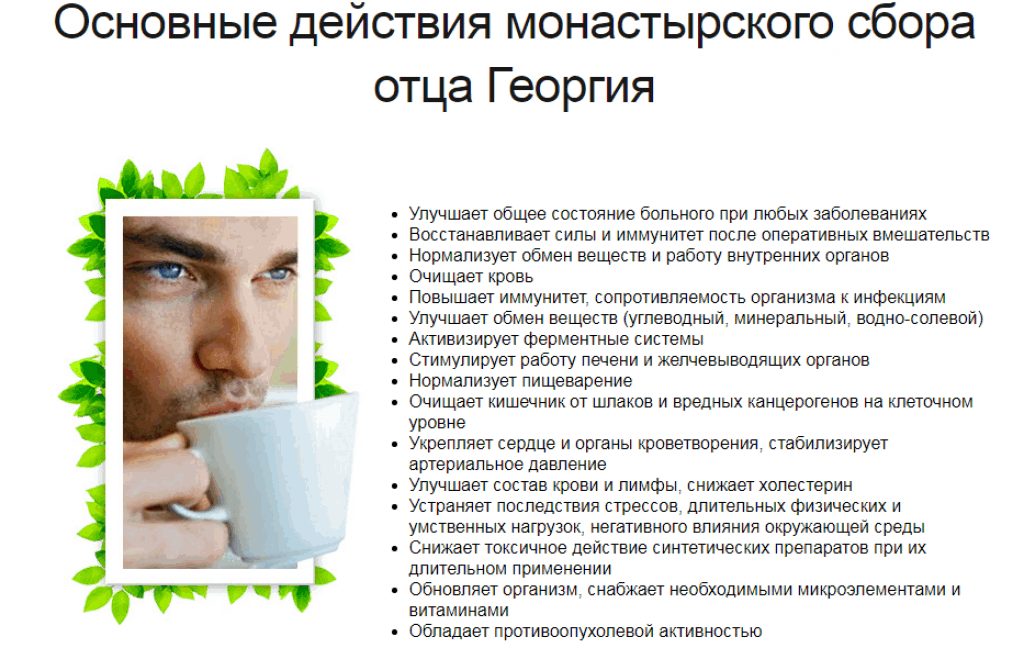 Основные действия монастырского сбора
отца Георгия
• Улучшает общее состояние больного при любых заболеваниях
• Восстанавливает силы и иммунитет после оперативных вмешательств
• Нормализует обмен веществ и работу внутренних органов
• Очищает кровь
• Повышает иммунитет, сопротивляемость организма к инфекциям
• Улучшает обмен веществ (углеводный, минеральный, водно-солевой)
• Активизирует ферментные системы
• Стимулирует работу печени и желчевыводящих органов
• Нормализует пищеварение
• Очищает кишечник от шлаков и вредных канцерогенов на клеточном
уровне
• Укрепляет сердце и органы кроветворения, стабилизирует
артериальное давление
• Улучшает состав крови и лимфы, снижает холестерин
• Устраняет последствия стрессов, длительных физических и
умственных нагрузок, негативного влияния окружающей среды
• Снижает токсичное действие синтетических препаратов при их
длительном применении
• Обновляет организм, снабжает необходимыми микроэлементами и
витаминами
• Обладает противоопухолевой активностью